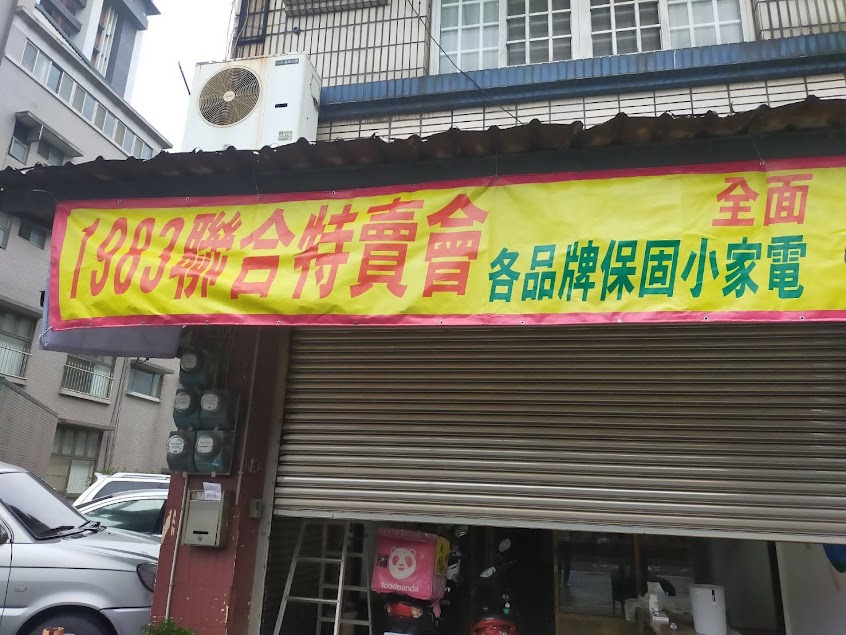 1983聯合特賣會
全面
各品牌保固小家電
foodpanda